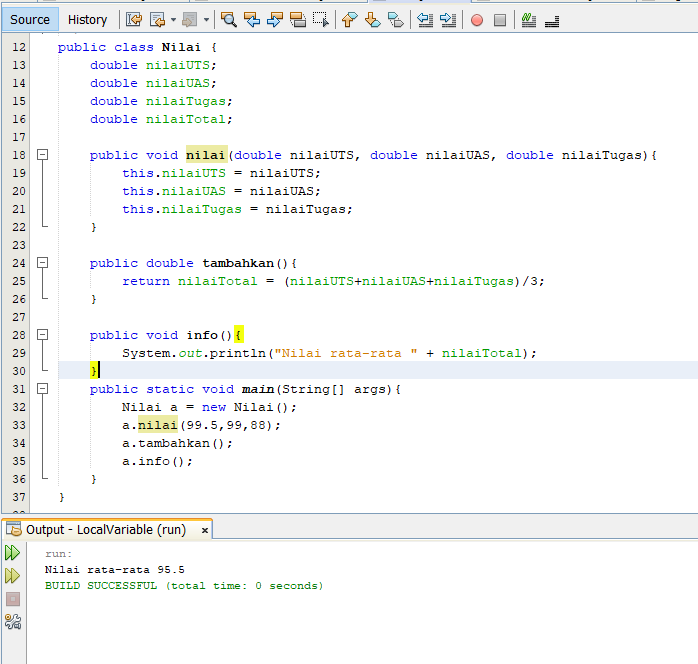 Source History
12 public class Nilai {
13 double nilaiUTS;
14 double nilaiUAS;
15 double nilaiTugas;
16 double nilaiTotal;
17
18 public void nilai(double nilaiUTS, double nilaiUAS, double nilaiTugas){
19 this.nilaiUTS = nilaiUTS;
20 this.nilaiUAS = nilaiUAS;
21 this.nilaiTugas = nilaiTugas;
22 }
23
24 public double tambahkan(){
25 return nilaiTotal = (nilaiUTS+nilaiUAS+nilaiTugas)/3;
26 }
27
28 public void info(){
29 System.out.println("Nilai rata-rata " + nilaiTotal);
30 }
31 public static void main(String[] args){
32 Nilai a = new Nilai();
33 a.nilai(99.5,99,88);
34 a.tambahkan();
35 a.info();
36 }
37 }
Output - LocalVariable (run)
run:
Nilai rata-rata 95.5
BUILD SUCCESSFUL (total time: 0 seconds)